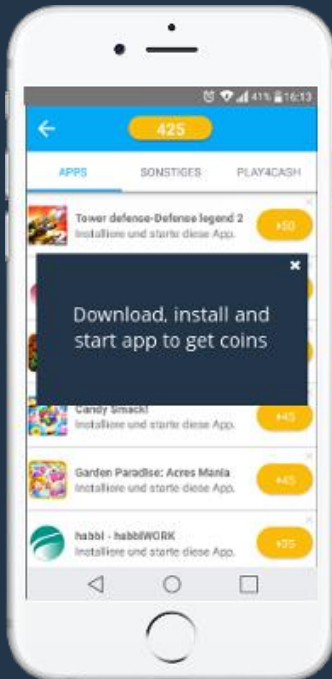 41% 16:13
425
APPS SONSTIGES PLAY4CASH
Tower defense-Defense legend 2
Installiere und starte diese App.
+50
Download, install and
start app to get coins
Candy Smack!
Installiere und starte diese App.
+45
Garden Paradise: Acres Mania
Installiere und starte diese App.
+45
habbl - habblWORK
Installiere und starte diese App.
+35